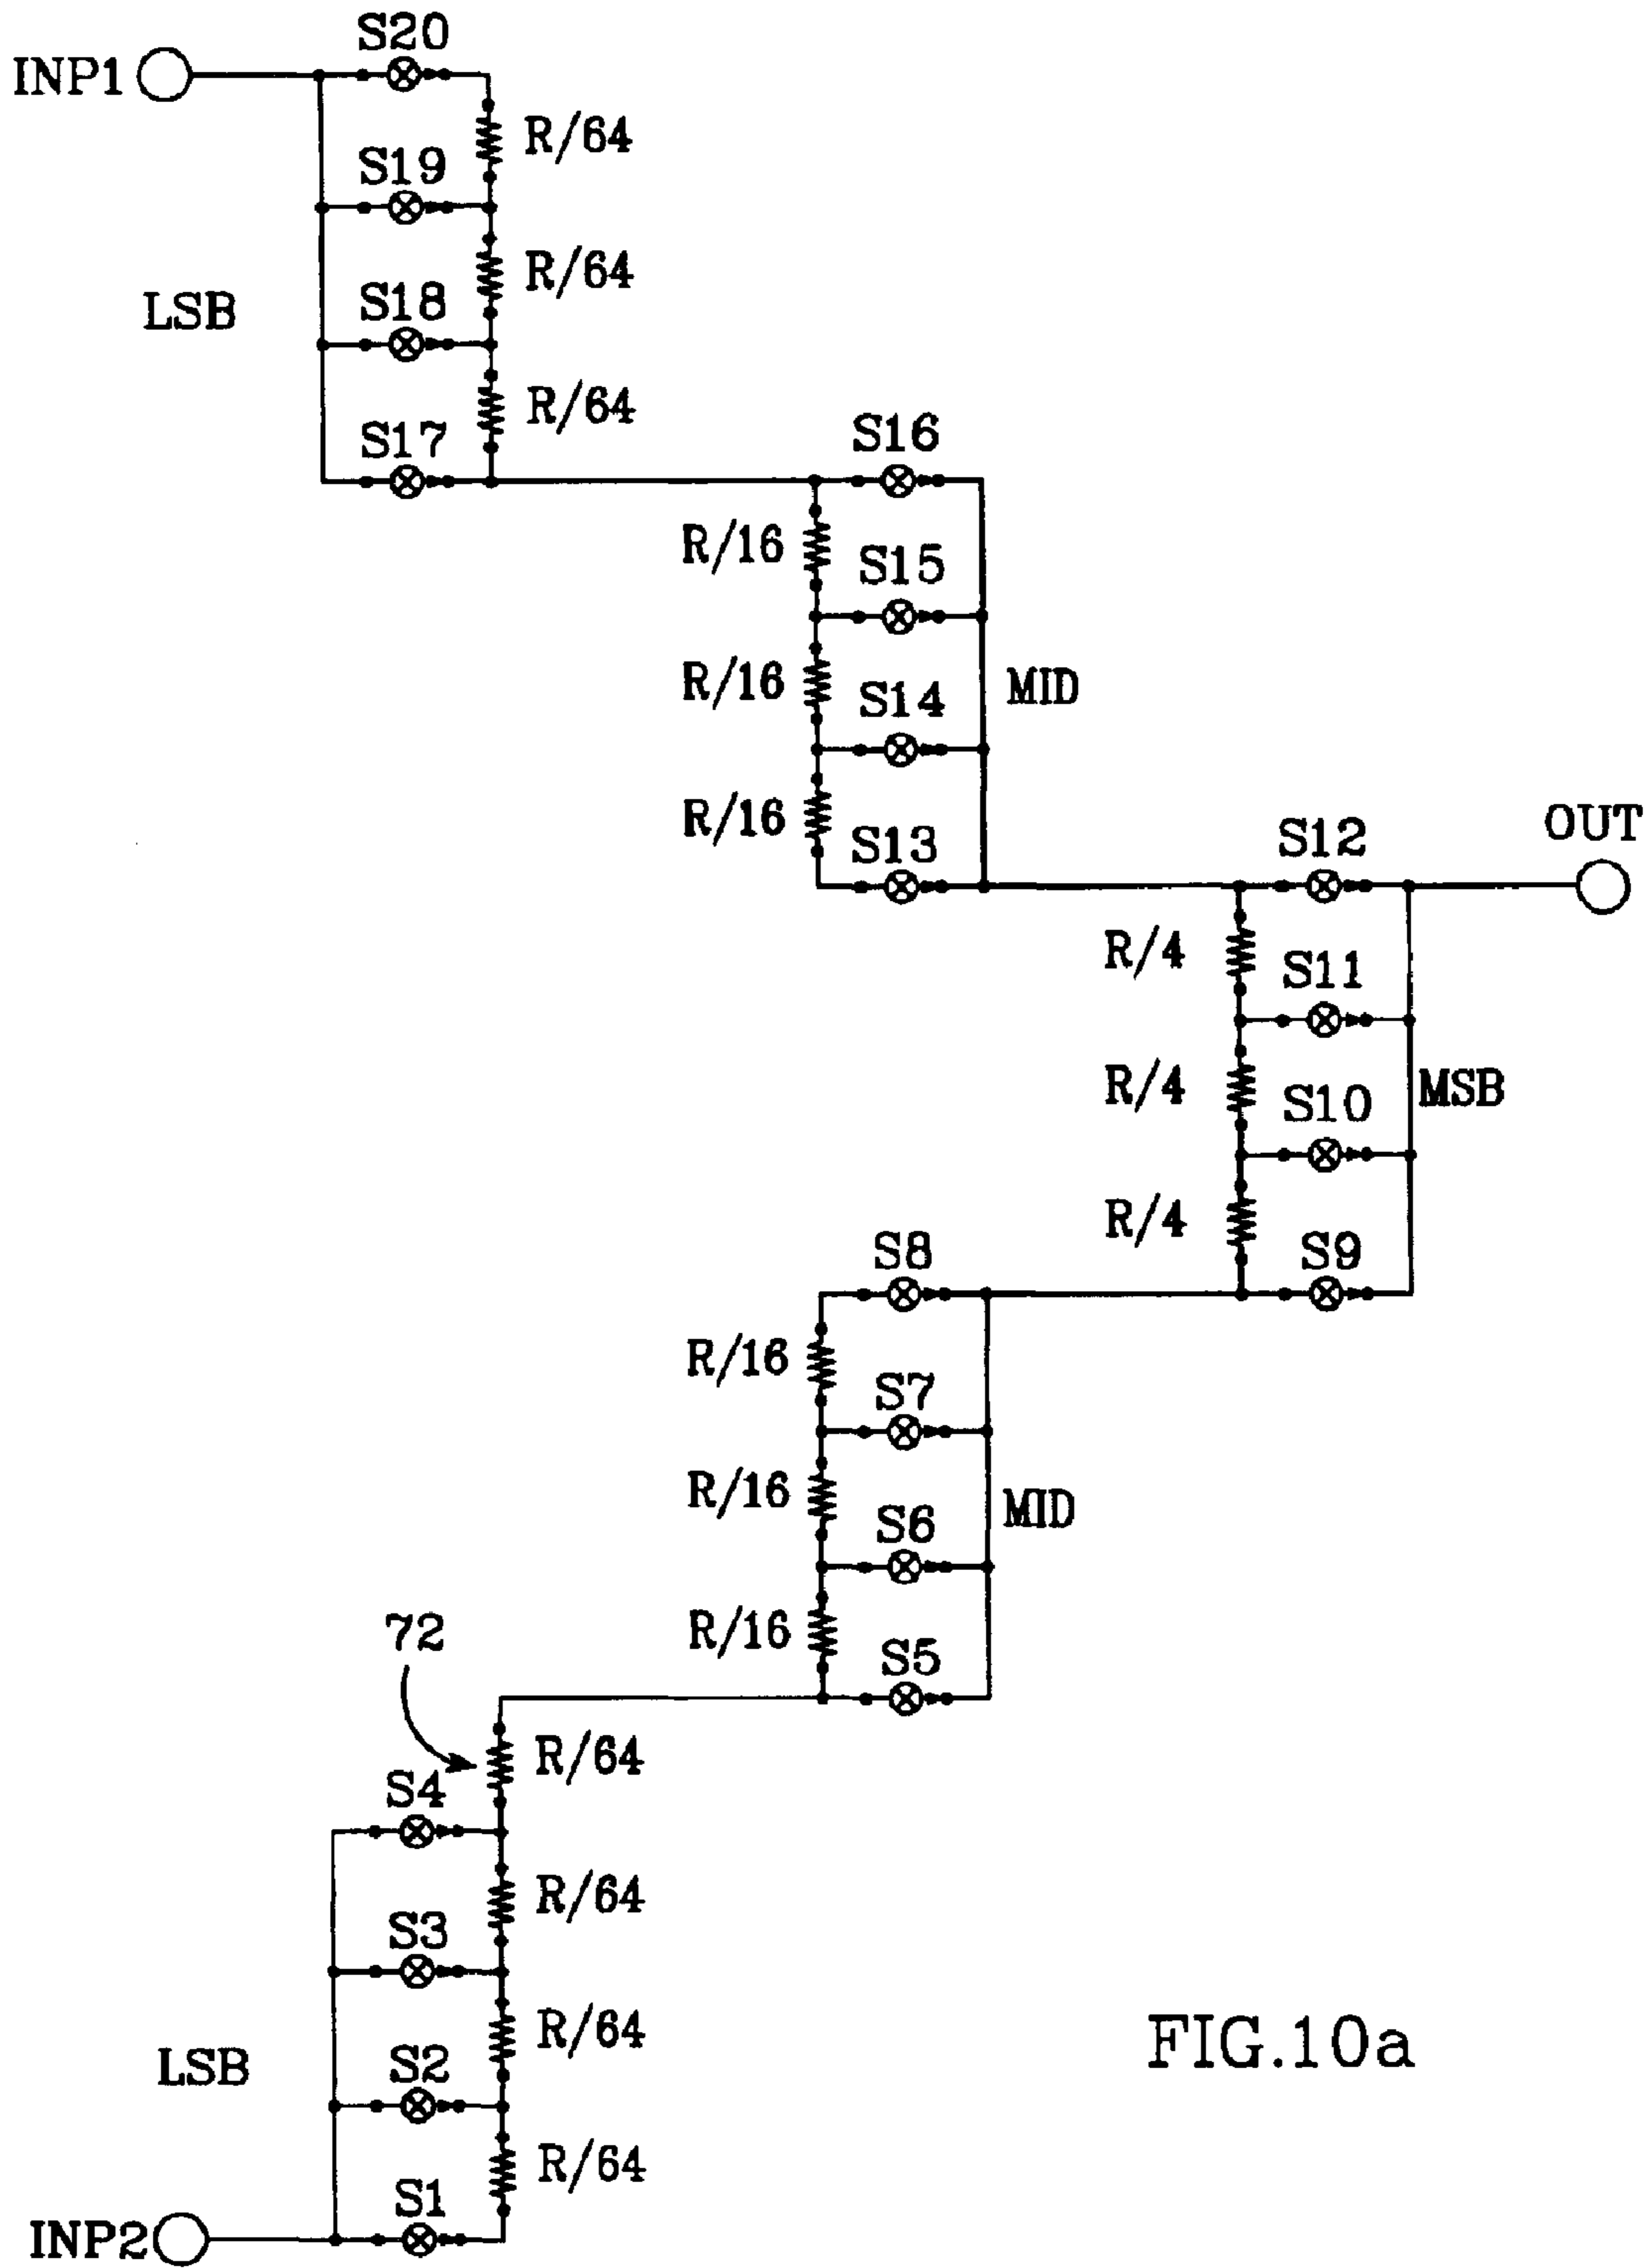 S20
INP1
R/64
S19
R/64
LSB
S18
R/64
S17
S16
R/16
S15
R/16
S14
MID
R/16
S13
S12
OUT
R/4
S11
R/4
S10
MSB
R/4
S9
S8
R/16
S7
R/16
S6
MID
R/16
S5
72
R/64
S4
R/64
S3
R/64
LSB
S2
R/64
S1
INP2
FIG.10a